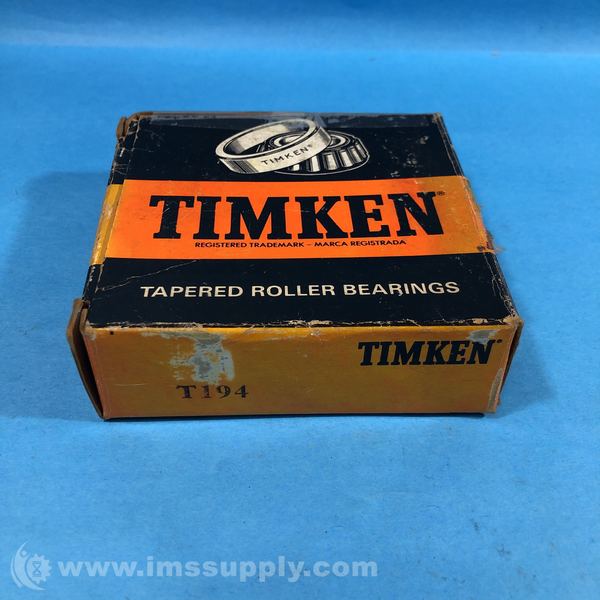 TIMKEN®
TIMKEN®
REGISTERED TRADEMARK – MARCA REGISTRADA
TAPERED ROLLER BEARINGS
TIMKEN®
T194
www.imssupply.com